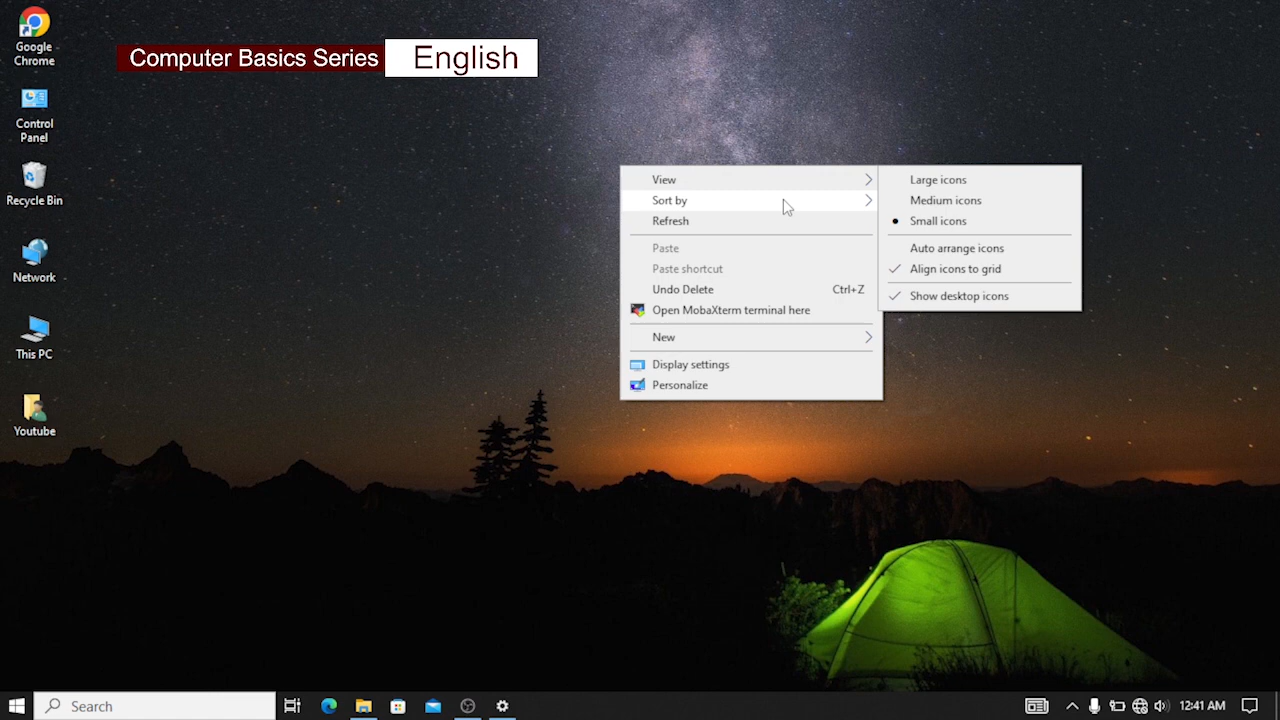 Google
Chrome
Computer Basics Series English
Control
Panel
Recycle Bin
Network
This PC
Youtube
View
Sort by
Refresh
Paste
Paste shortcut
Undo Delete Ctrl+Z
Open MobaXterm terminal here
New
Display settings
Personalize
Large icons
Medium icons
Small icons
Auto arrange icons
Align icons to grid
Show desktop icons
Search
12:41 AM